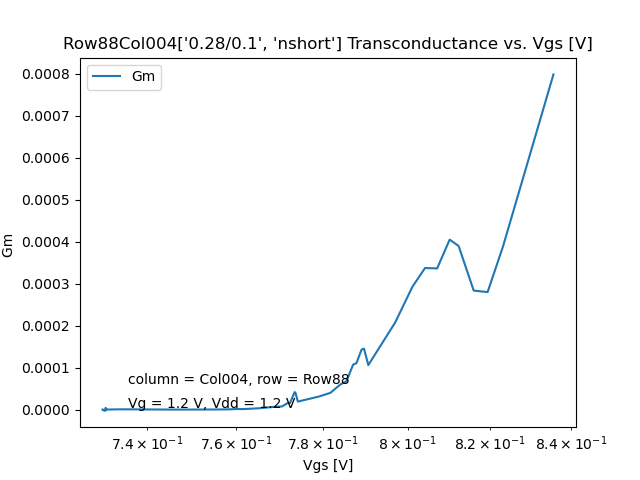 Row88Col004['0.28/0.1', 'nshort'] Transconductance vs. Vgs [V]
Gm
0.0008
0.0007
0.0006
0.0005
0.0004
0.0003
0.0002
0.0001
0.0000
Gm
column = Col004, row = Row88
Vg = 1.2 V, Vdd = 1.2 V
7.4 × 10⁻¹ 7.6 × 10⁻¹ 7.8 × 10⁻¹ 8 × 10⁻¹ 8.2 × 10⁻¹ 8.4 × 10⁻¹
Vgs [V]